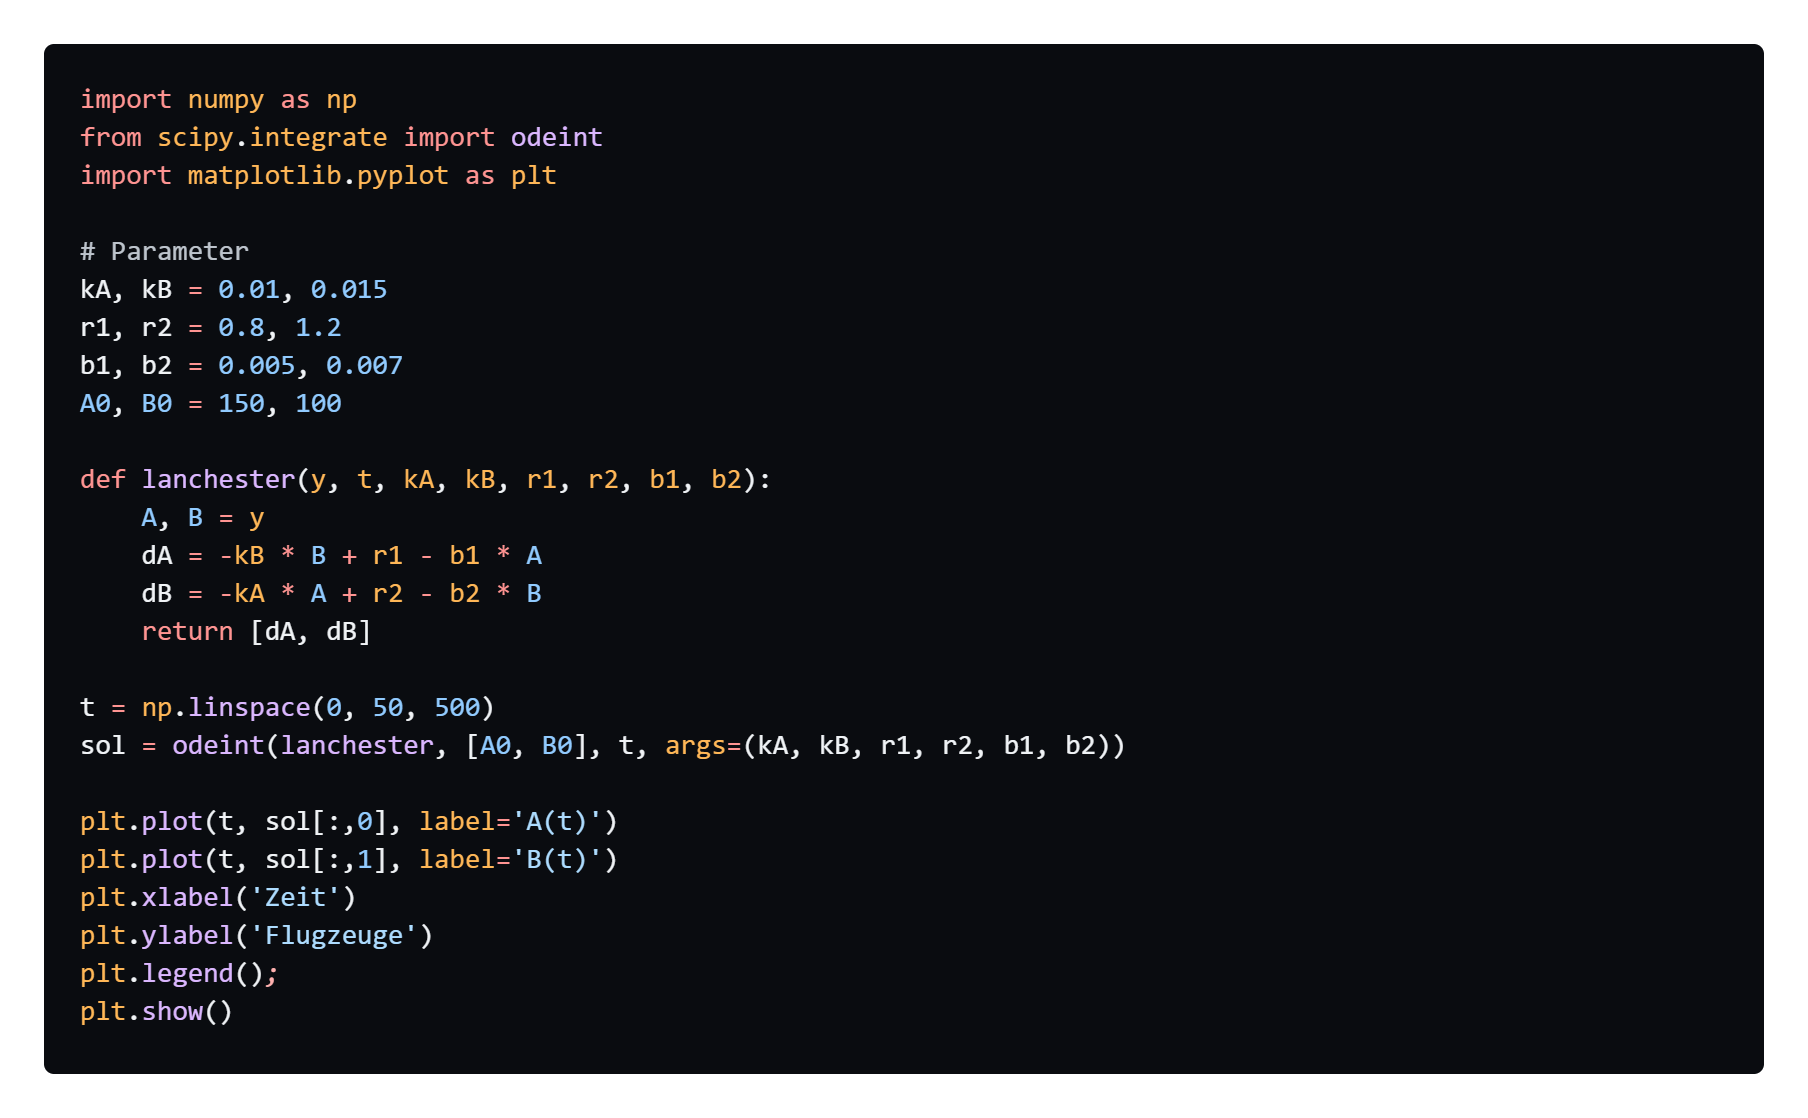 import numpy as np
from scipy.integrate import odeint
import matplotlib.pyplot as plt

# Parameter
kA, kB = 0.01, 0.015
r1, r2 = 0.8, 1.2
b1, b2 = 0.005, 0.007
A0, B0 = 150, 100

def lanchester(y, t, kA, kB, r1, r2, b1, b2):
    A, B = y
    dA = -kB * B + r1 - b1 * A
    dB = -kA * A + r2 - b2 * B
    return [dA, dB]

t = np.linspace(0, 50, 500)
sol = odeint(lanchester, [A0, B0], t, args=(kA, kB, r1, r2, b1, b2))

plt.plot(t, sol[:,0], label='A(t)')
plt.plot(t, sol[:,1], label='B(t)')
plt.xlabel('Zeit')
plt.ylabel('Flugzeuge')
plt.legend();
plt.show()